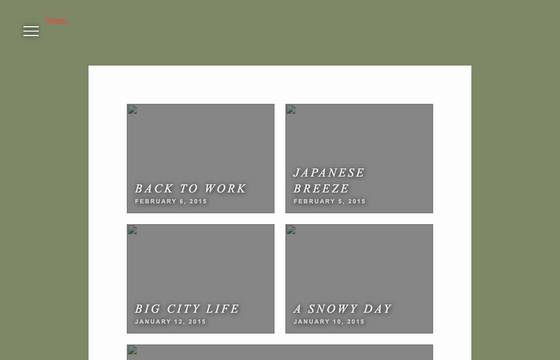 BACK TO WORK
FEBRUARY 6, 2015
JAPANESE
BREEZE
FEBRUARY 5, 2015
BIG CITY LIFE
JANUARY 12, 2015
A SNOWY DAY
JANUARY 10, 2015